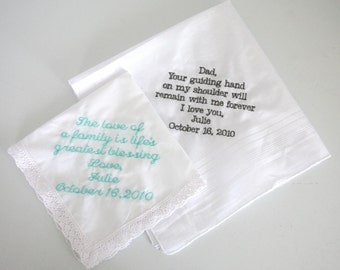 The love of
a family is life's
greatest blessing
Love,
Julie
October 16, 2010
Dad,
Your guiding hand
on my shoulder will
remain with me forever
I love you,
Julie
October 16, 2010